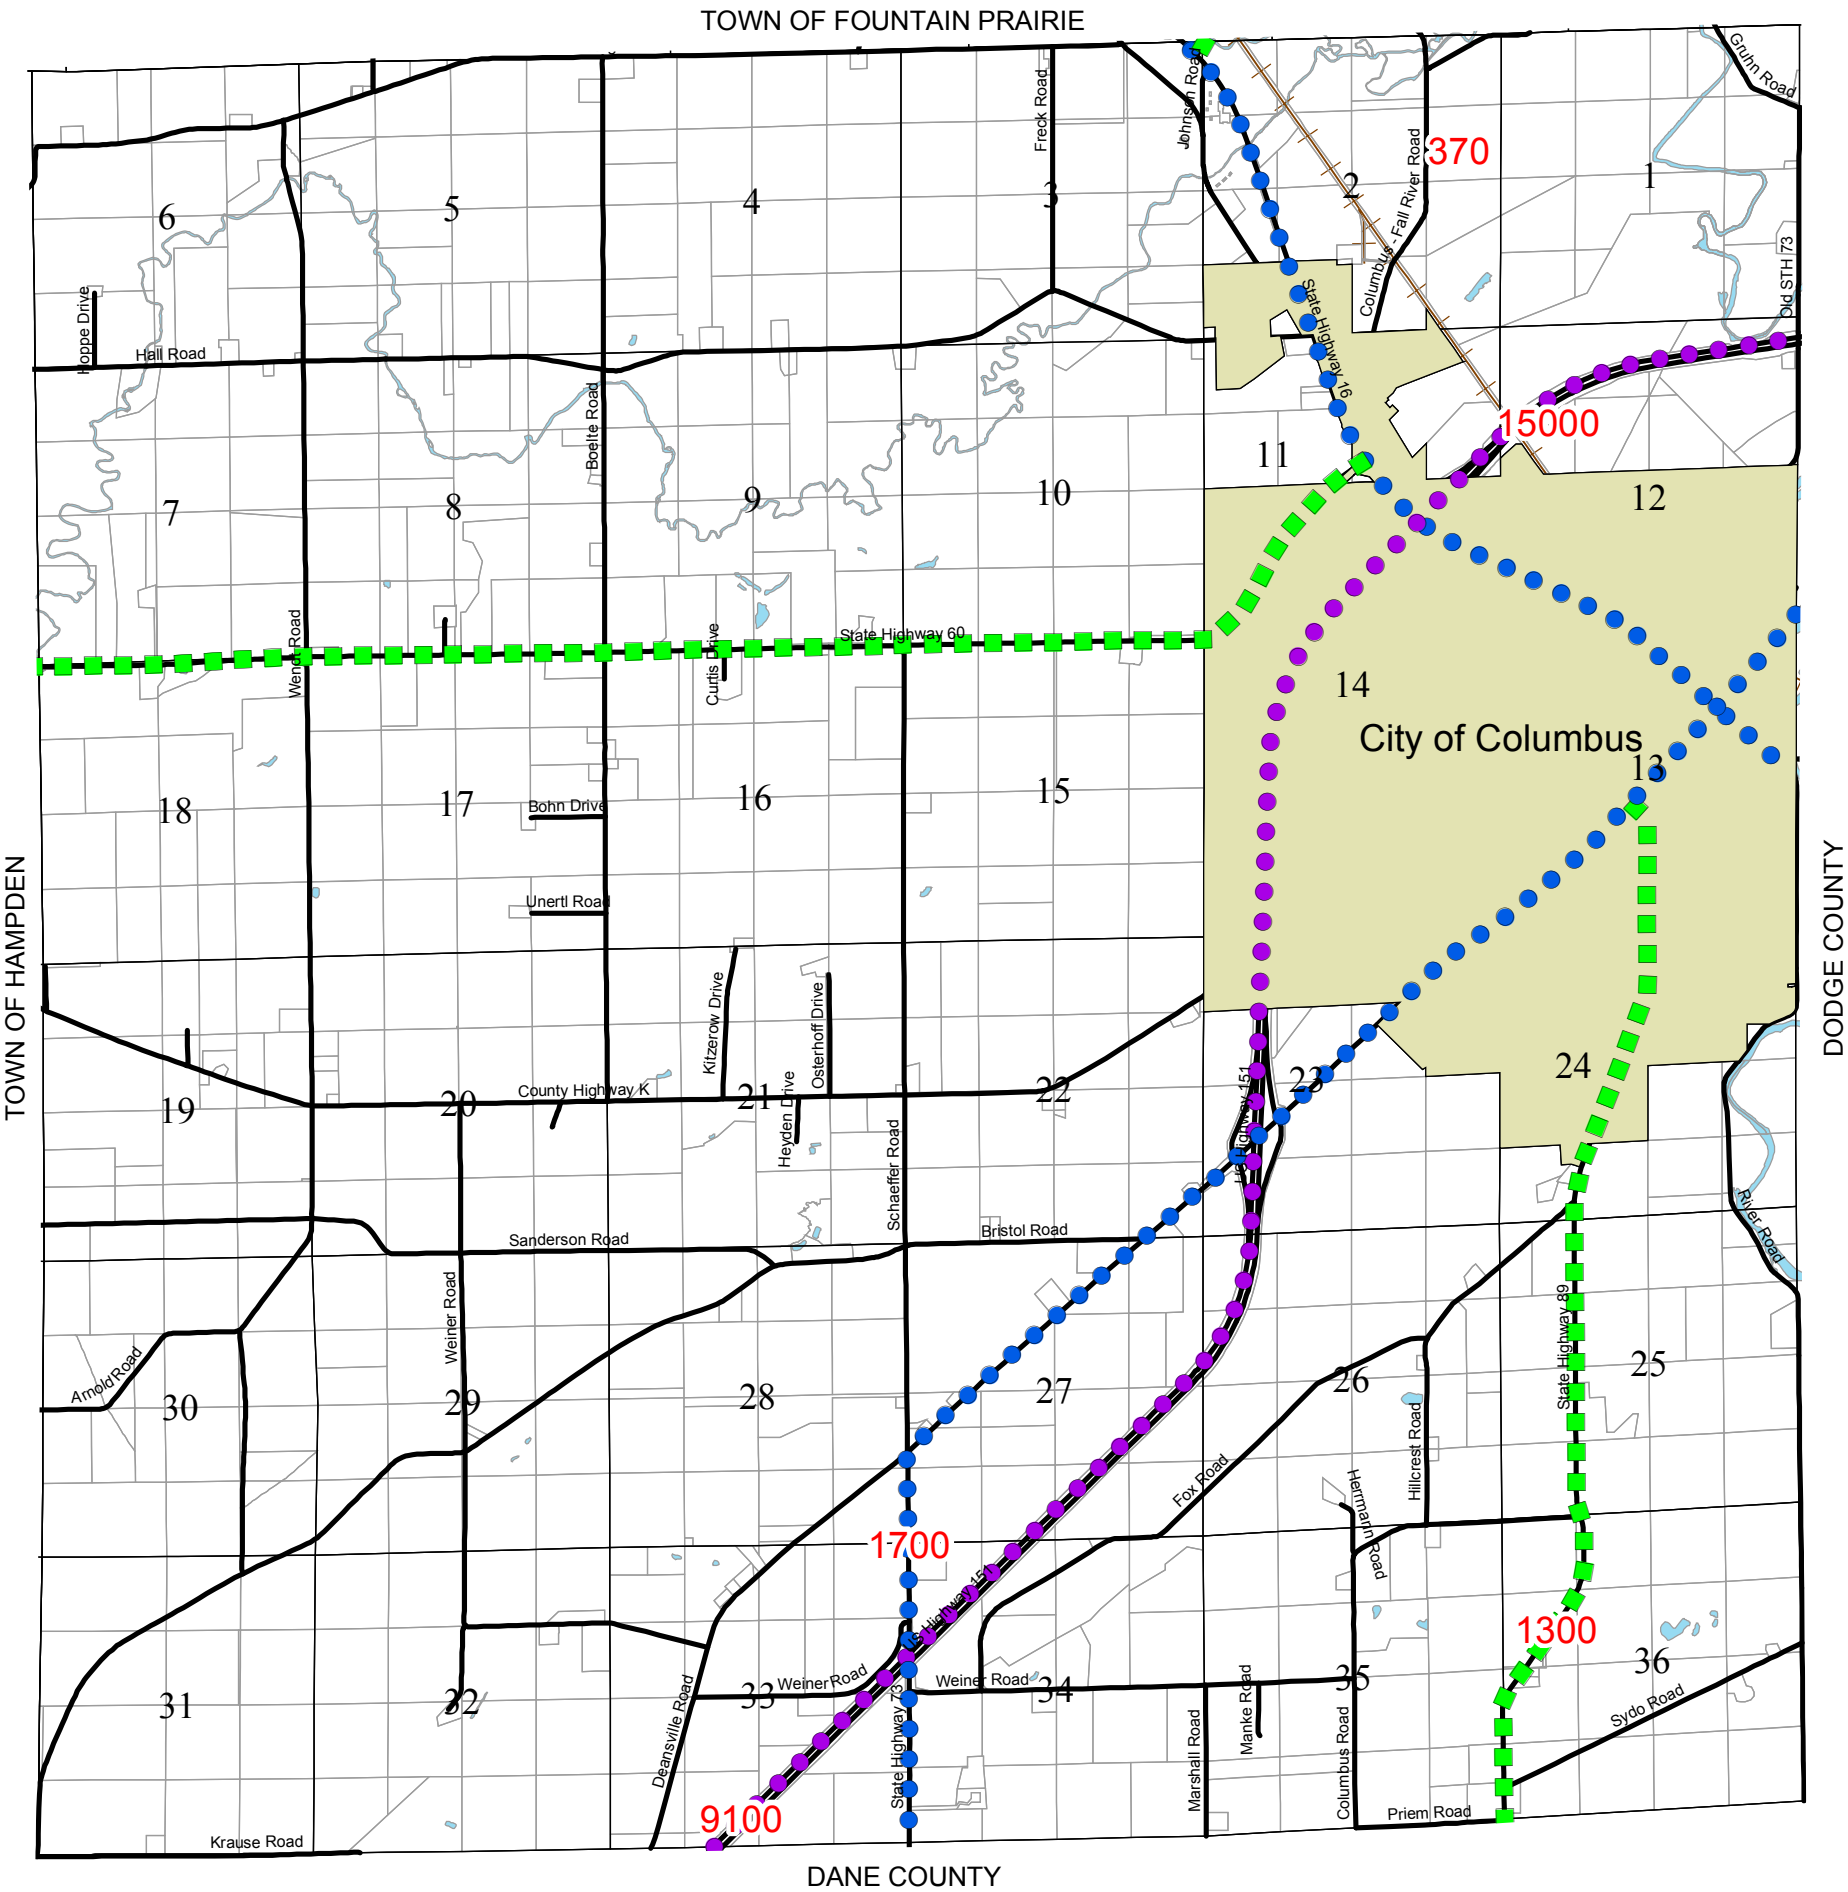 TOWN OF FOUNTAIN PRAIRIE
Gruhn Road
Johnson Road
Freck Road
370
Columbus - Fall River Road
6
5
4
3
2
1
Old STH 73
Hoppe Drive
Hall Road
State Highway 16
Boelte Road
15000
7
8
9
10
11
12
State Highway 60
Wendt Road
Curtis Drive
14
City of Columbus
13
18
17
16
15
Bohn Drive
Unertl Road
TOWN OF HAMPDEN
DODGE COUNTY
Kitzerow Drive
Osterhoff Drive
Heyden Drive
County Highway K
19
20
21
22
23
24
US Highway 151
Schaeffer Road
Sanderson Road
Bristol Road
River Road
Weiner Road
State Highway 89
Arnold Road
30
29
28
27
26
25
Hillcrest Road
Fox Road
Herrmann Road
1700
US Highway 151
1300
31
32
33
34
35
36
Weiner Road
Weiner Road
Deansville Road
State Highway 73
Marshall Road
Manke Road
Columbus Road
Sydo Road
Priem Road
9100
Krause Road
DANE COUNTY